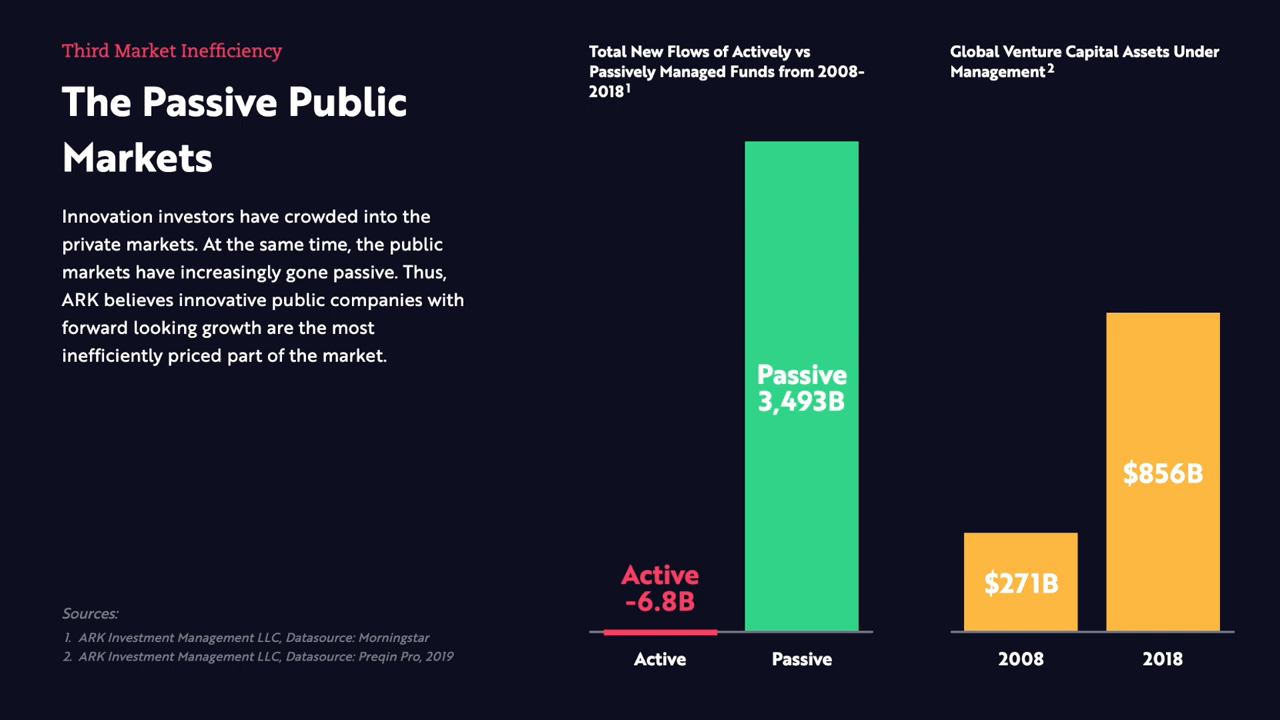 Third Market Inefficiency
The Passive Public
Markets
Innovation investors have crowded into the
private markets. At the same time, the public
markets have increasingly gone passive. Thus,
ARK believes innovative public companies with
forward looking growth are the most
inefficiently priced part of the market.
Sources:
1. ARK Investment Management LLC, Datasource: Morningstar
2. ARK Investment Management LLC, Datasource: Preqin Pro, 2019
Total New Flows of Actively vs
Passively Managed Funds from 2008-
2018¹
Active
-6.8B
Passive
3,493B
Active
Passive
Global Venture Capital Assets Under
Management²
$271B
$856B
2008
2018